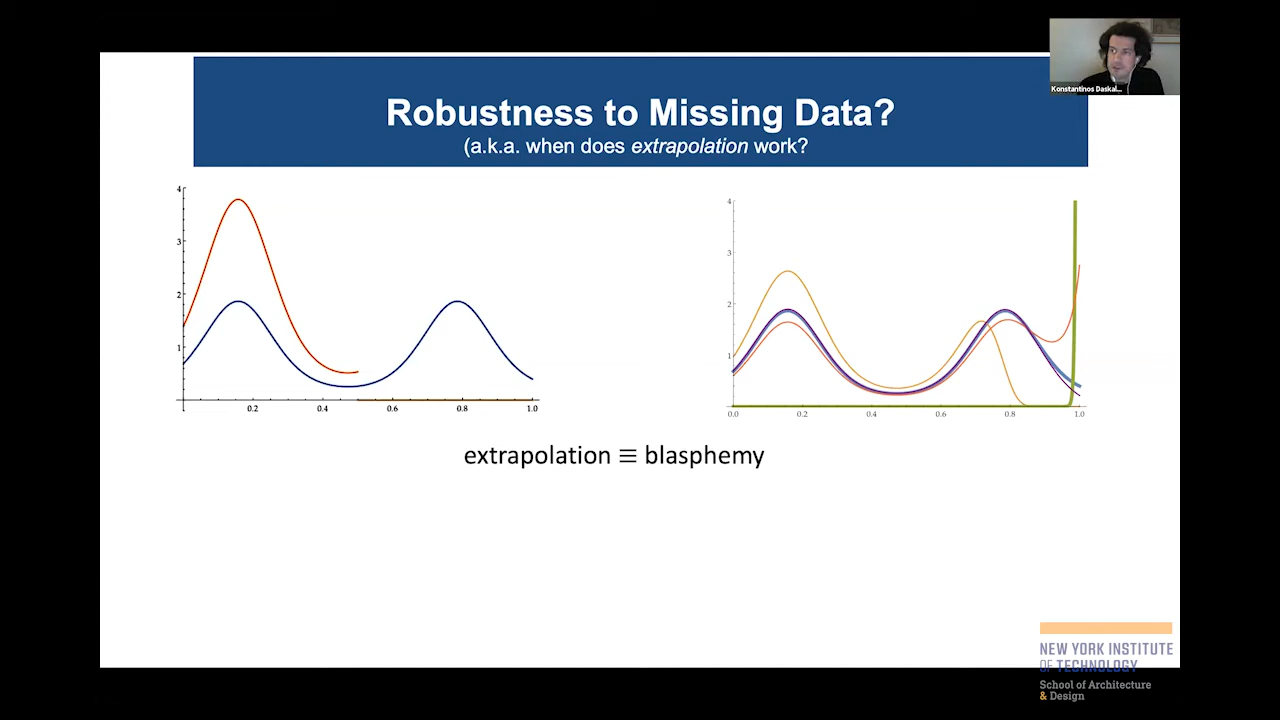 Konstantinos Daskal...
Robustness to Missing Data?
(a.k.a. when does extrapolation work?
4
3
2
1
0.2
0.4
0.6
0.8
1.0
4
3
2
1
0.0
0.2
0.4
0.6
0.8
1.0
extrapolation ≡ blasphemy
NEW YORK INSTITUTE
OF TECHNOLOGY
School of Architecture
& Design